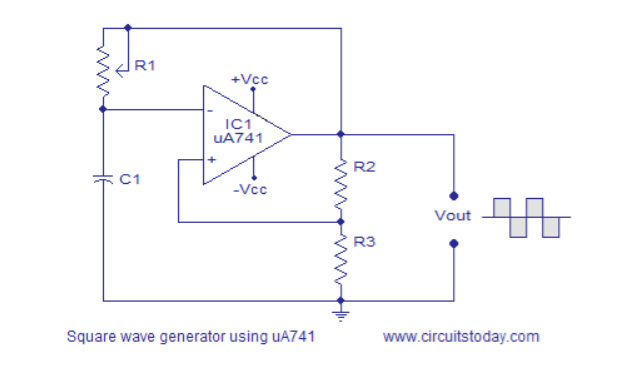 R1
+Vcc
-
IC1
uA741
+
R2
C1
-Vcc
Vout
R3
Square wave generator using uA741
www.circuitstoday.com